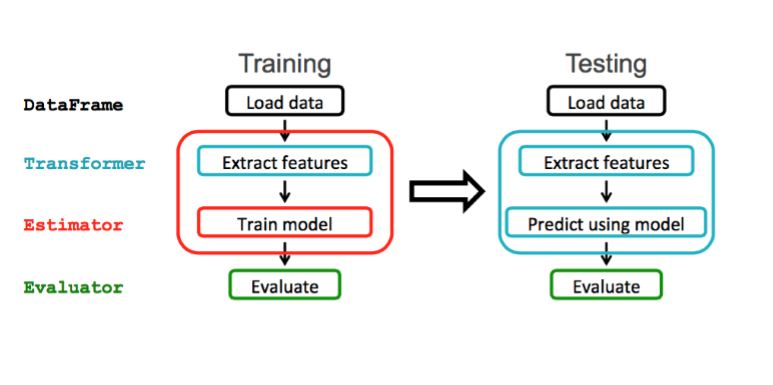 Training
Testing
DataFrame
Load data
Load data
Transformer
Extract features
Extract features
Estimator
Train model
Predict using model
Evaluator
Evaluate
Evaluate